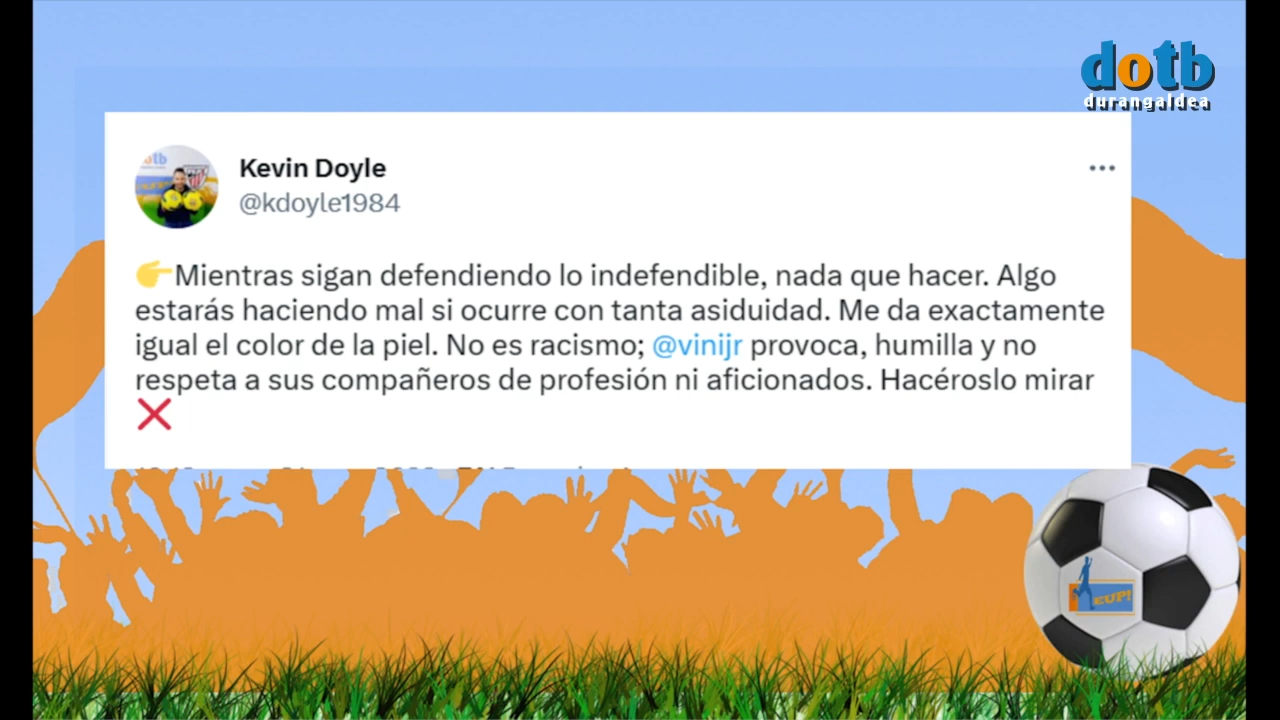 dotb
durangaldea
Kevin Doyle
@kdoyle1984
👉Mientras sigan defendiendo lo indefendible, nada que hacer. Algo
estarás haciendo mal si ocurre con tanta asiduidad. Me da exactamente
igual el color de la piel. No es racismo; @vinijr provoca, humilla y no
respeta a sus compañeros de profesión ni aficionados. Hacéroslo mirar
❌
EUP!